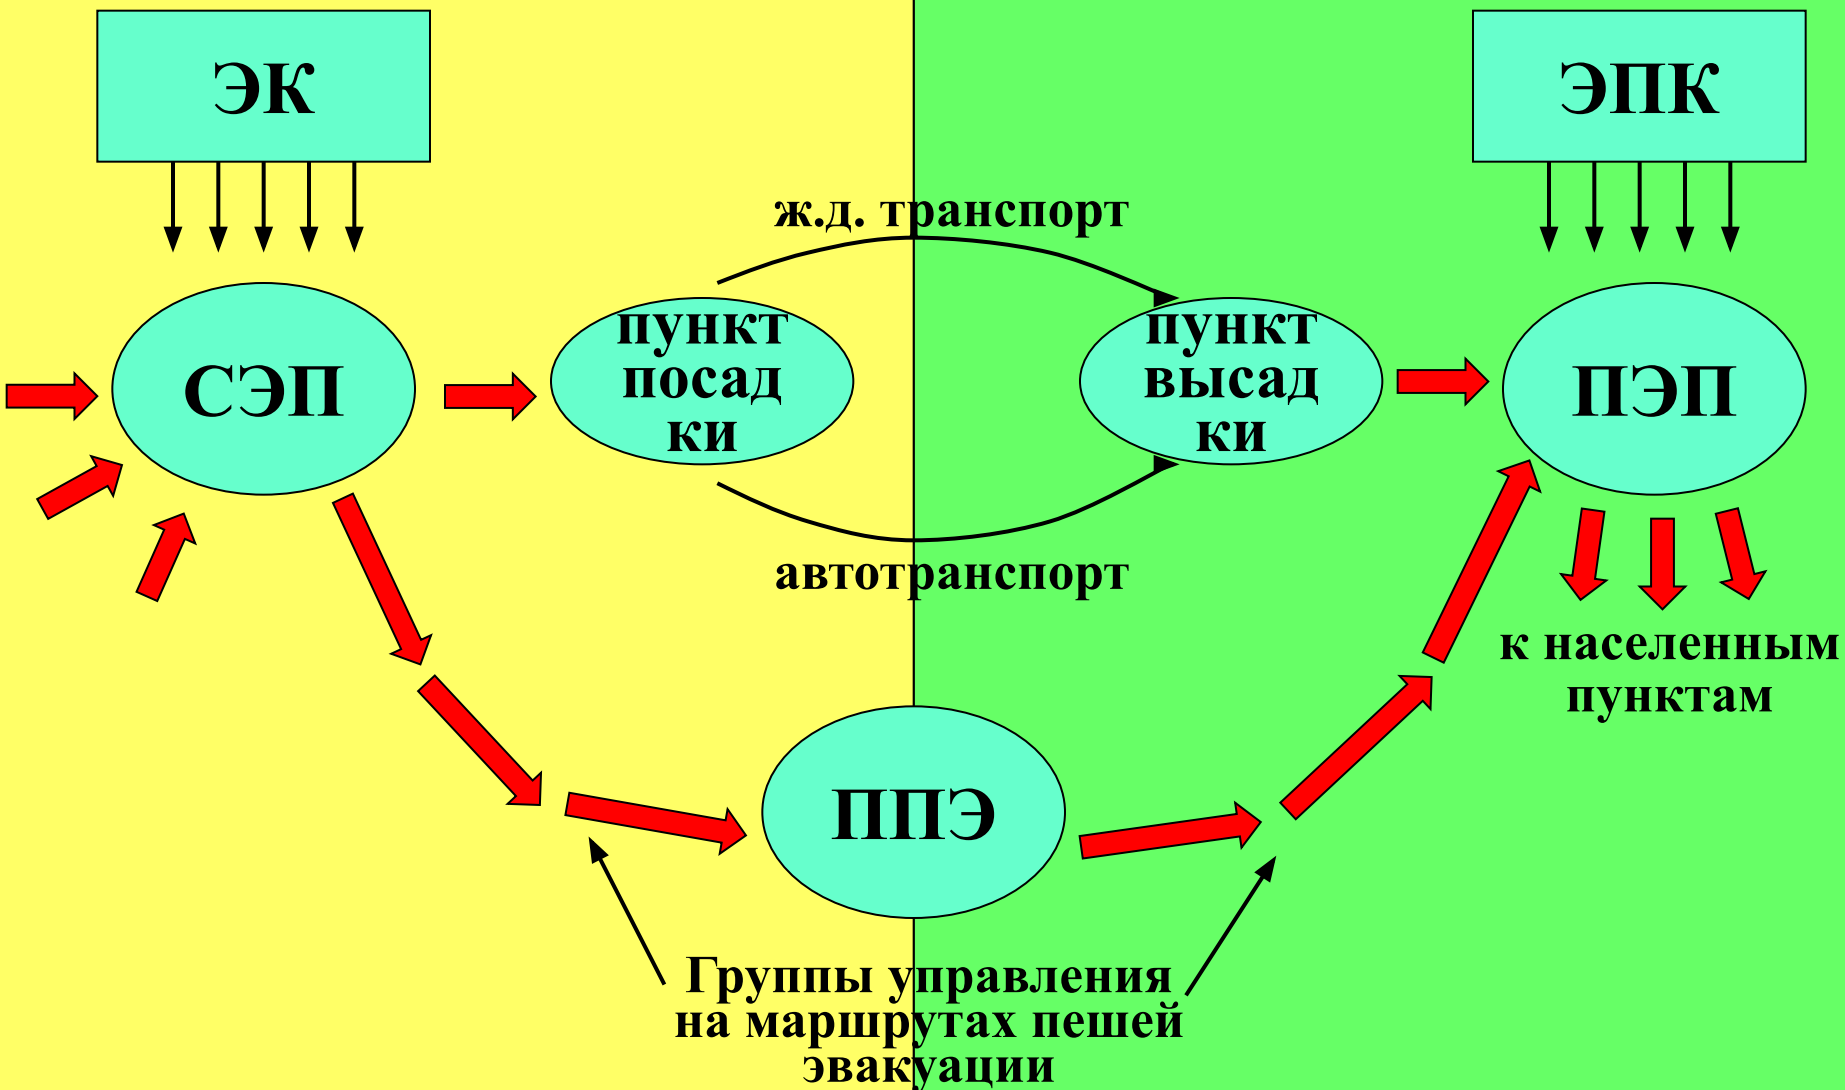 ЭК
ЭПК
ж.д. транспорт
СЭП
пункт
посад
ки
пункт
высад
ки
ПЭП
автотранспорт
к населенным
пунктам
ППЭ
Группы управления
на маршрутах пешей
эвакуации